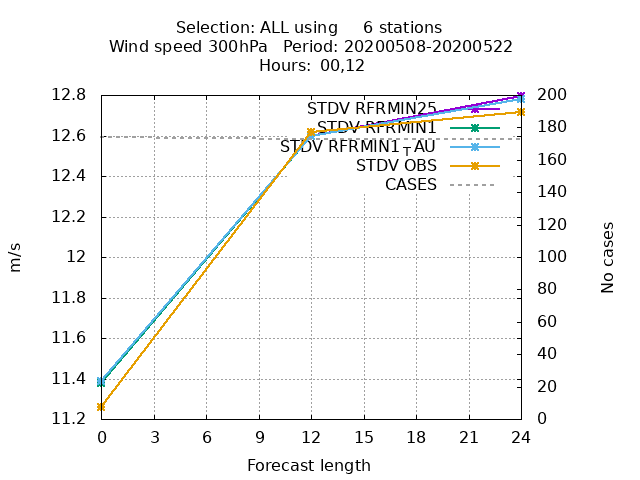 Selection: ALL using     6 stations
Wind speed 300hPa   Period: 20200508-20200522
Hours:  00,12
12.8
12.6
12.4
12.2
12
11.8
11.6
11.4
11.2
m/s
STDV RFRMIN25
STDV RFRMIN1
STDV RFRMIN1-AU
STDV OBS
CASES
200
180
160
140
120
100
80
60
40
20
0
No cases
0 3 6 9 12 15 18 21 24
Forecast length